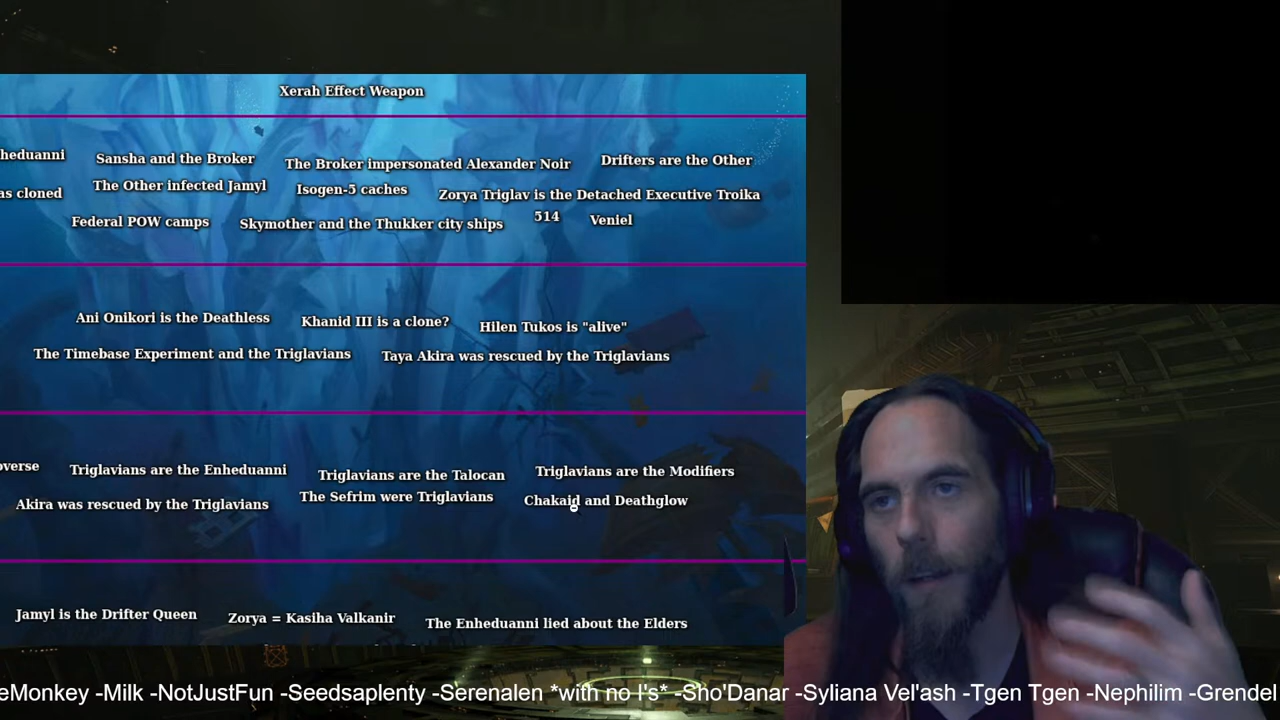 Xerah Effect Weapon
heduanni
Sansha and the Broker
The Broker impersonated Alexander Noir
Drifters are the Other
as cloned
The Other infected Jamyl
Isogen-5 caches
Zorya Triglav is the Detached Executive Troika
Federal POW camps
Skymother and the Thukker city ships
514
Veniel
Ani Onikori is the Deathless
Khanid III is a clone?
Hilen Tukos is "alive"
The Timebase Experiment and the Triglavians
Taya Akira was rescued by the Triglavians
overse
Triglavians are the Enheduanni
Triglavians are the Talocan
Triglavians are the Modifiers
Akira was rescued by the Triglavians
The Sefrim were Triglavians
Chakaid and Deathglow
Jamyl is the Drifter Queen
Zorya = Kasiha Valkanir
The Enheduanni lied about the Elders
eMonkey -Milk -NotJustFun -Seedsaplenty -Serenalen *with no I's* -Sho'Danar -Syliana Vel'ash -Tgen Tgen -Nephilim -Grendel